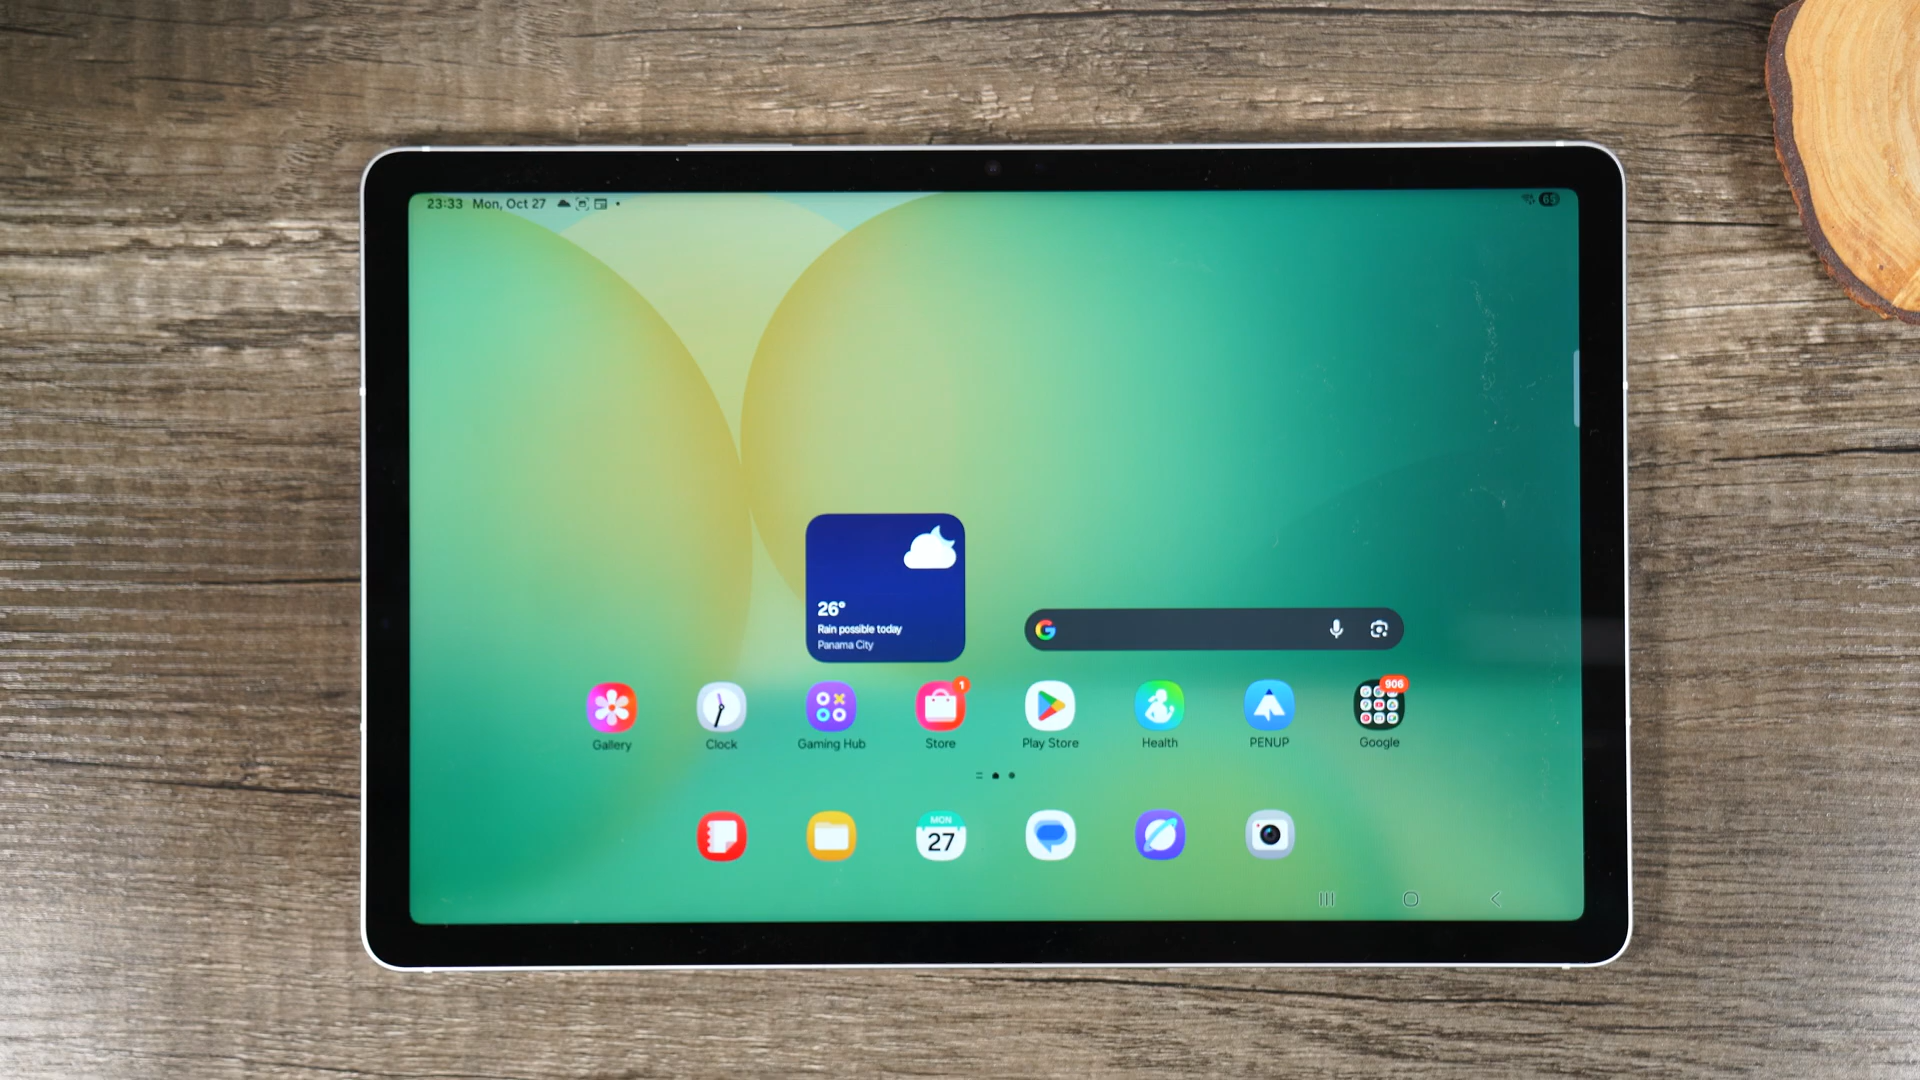 23:33 Mon, Oct 27
65
26°
Rain possible today
Panama City
G
1
906
Gallery
Clock
Gaming Hub
Store
Play Store
Health
PENUP
Google
MON
27